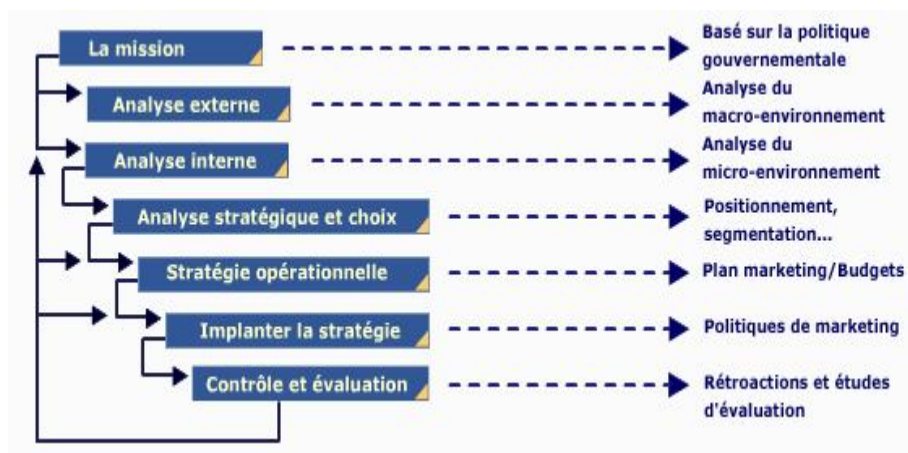 La mission
Basé sur la politique
gouvernementale
Analyse externe
Analyse du
macro-environnement
Analyse interne
Analyse du
micro-environnement
Analyse stratégique et choix
Positionnement,
segmentation...
Stratégie opérationnelle
Plan marketing/Budgets
Implanter la stratégie
Politiques de marketing
Contrôle et évaluation
Rétroactions et études
d'évaluation